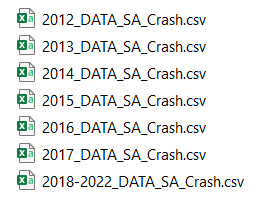 2012_DATA_SA_Crash.csv
2013_DATA_SA_Crash.csv
2014_DATA_SA_Crash.csv
2015_DATA_SA_Crash.csv
2016_DATA_SA_Crash.csv
2017_DATA_SA_Crash.csv
2018-2022_DATA_SA_Crash.csv